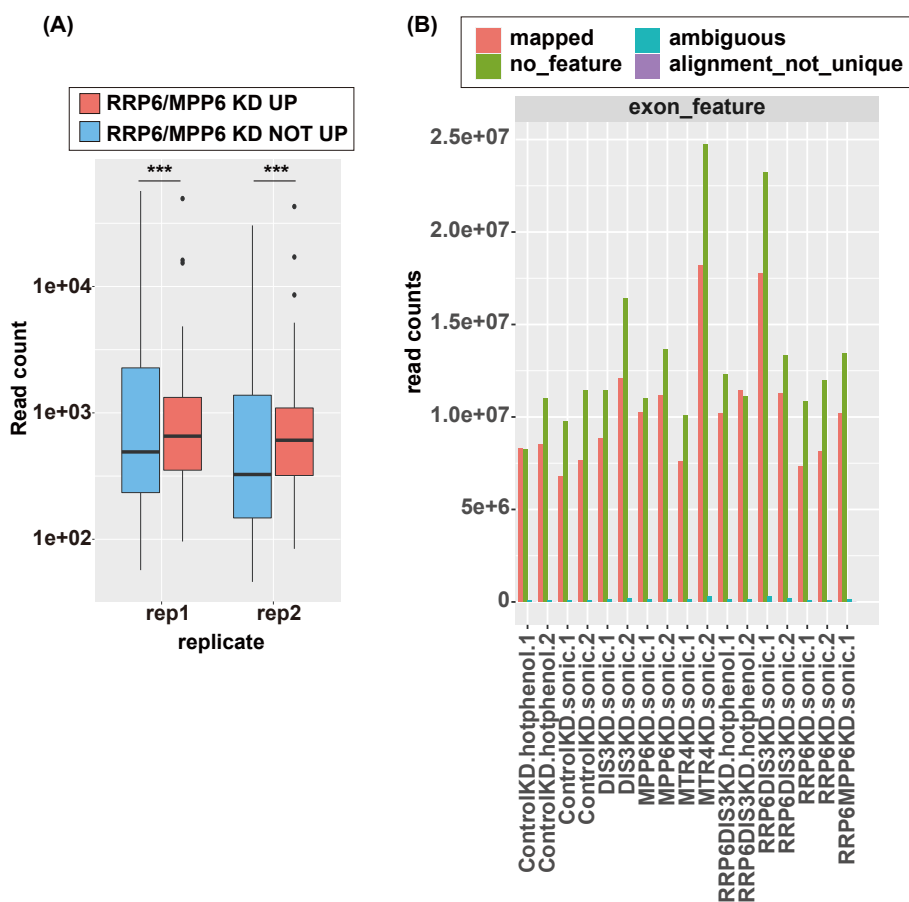 (A)
RRP6/MPP6 KD UP
RRP6/MPP6 KD NOT UP
*** ***
Read count
1e+04
1e+03
1e+02
rep1 rep2
replicate
(B)
mapped ambiguous
no_feature alignment_not_unique
exon_feature
read counts
2.5e+07
2.0e+07
1.5e+07
1.0e+07
5e+6
0
ControlKD.hotphenol.1
ControlKD.hotphenol.2
ControlKD.sonic.1
ControlKD.sonic.2
DIS3KD.sonic.1
DIS3KD.sonic.2
MPP6KD.sonic.1
MPP6KD.sonic.2
MTR4KD.sonic.1
MTR4KD.sonic.2
RRP6DIS3KD.hotphenol.1
RRP6DIS3KD.hotphenol.2
RRP6DIS3KD.sonic.1
RRP6DIS3KD.sonic.2
RRP6KD.sonic.1
RRP6KD.sonic.2
RRP6MPP6KD.sonic.1